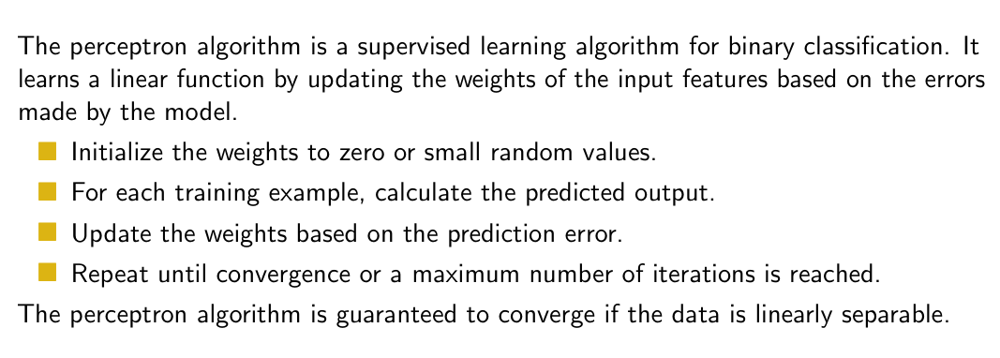 The perceptron algorithm is a supervised learning algorithm for binary classification. It
learns a linear function by updating the weights of the input features based on the errors
made by the model.
Initialize the weights to zero or small random values.
For each training example, calculate the predicted output.
Update the weights based on the prediction error.
Repeat until convergence or a maximum number of iterations is reached.
The perceptron algorithm is guaranteed to converge if the data is linearly separable.